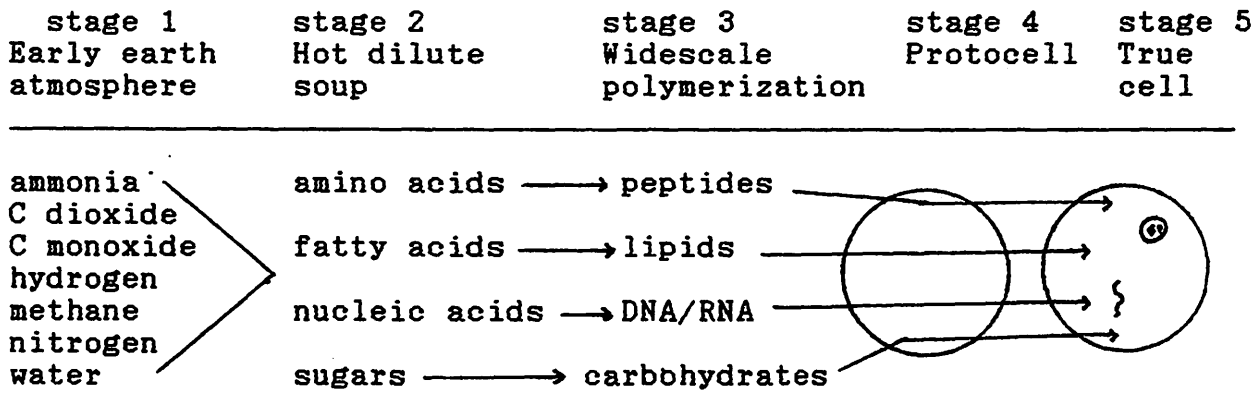 stage 1 stage 2 stage 3 stage 4 stage 5
Early earth Hot dilute Widescale Protocell True
atmosphere soup polymerization cell
ammonia amino acids peptides
C dioxide
C monoxide fatty acids lipids
hydrogen
methane nucleic acids DNA/RNA
nitrogen
water sugars carbohydrates